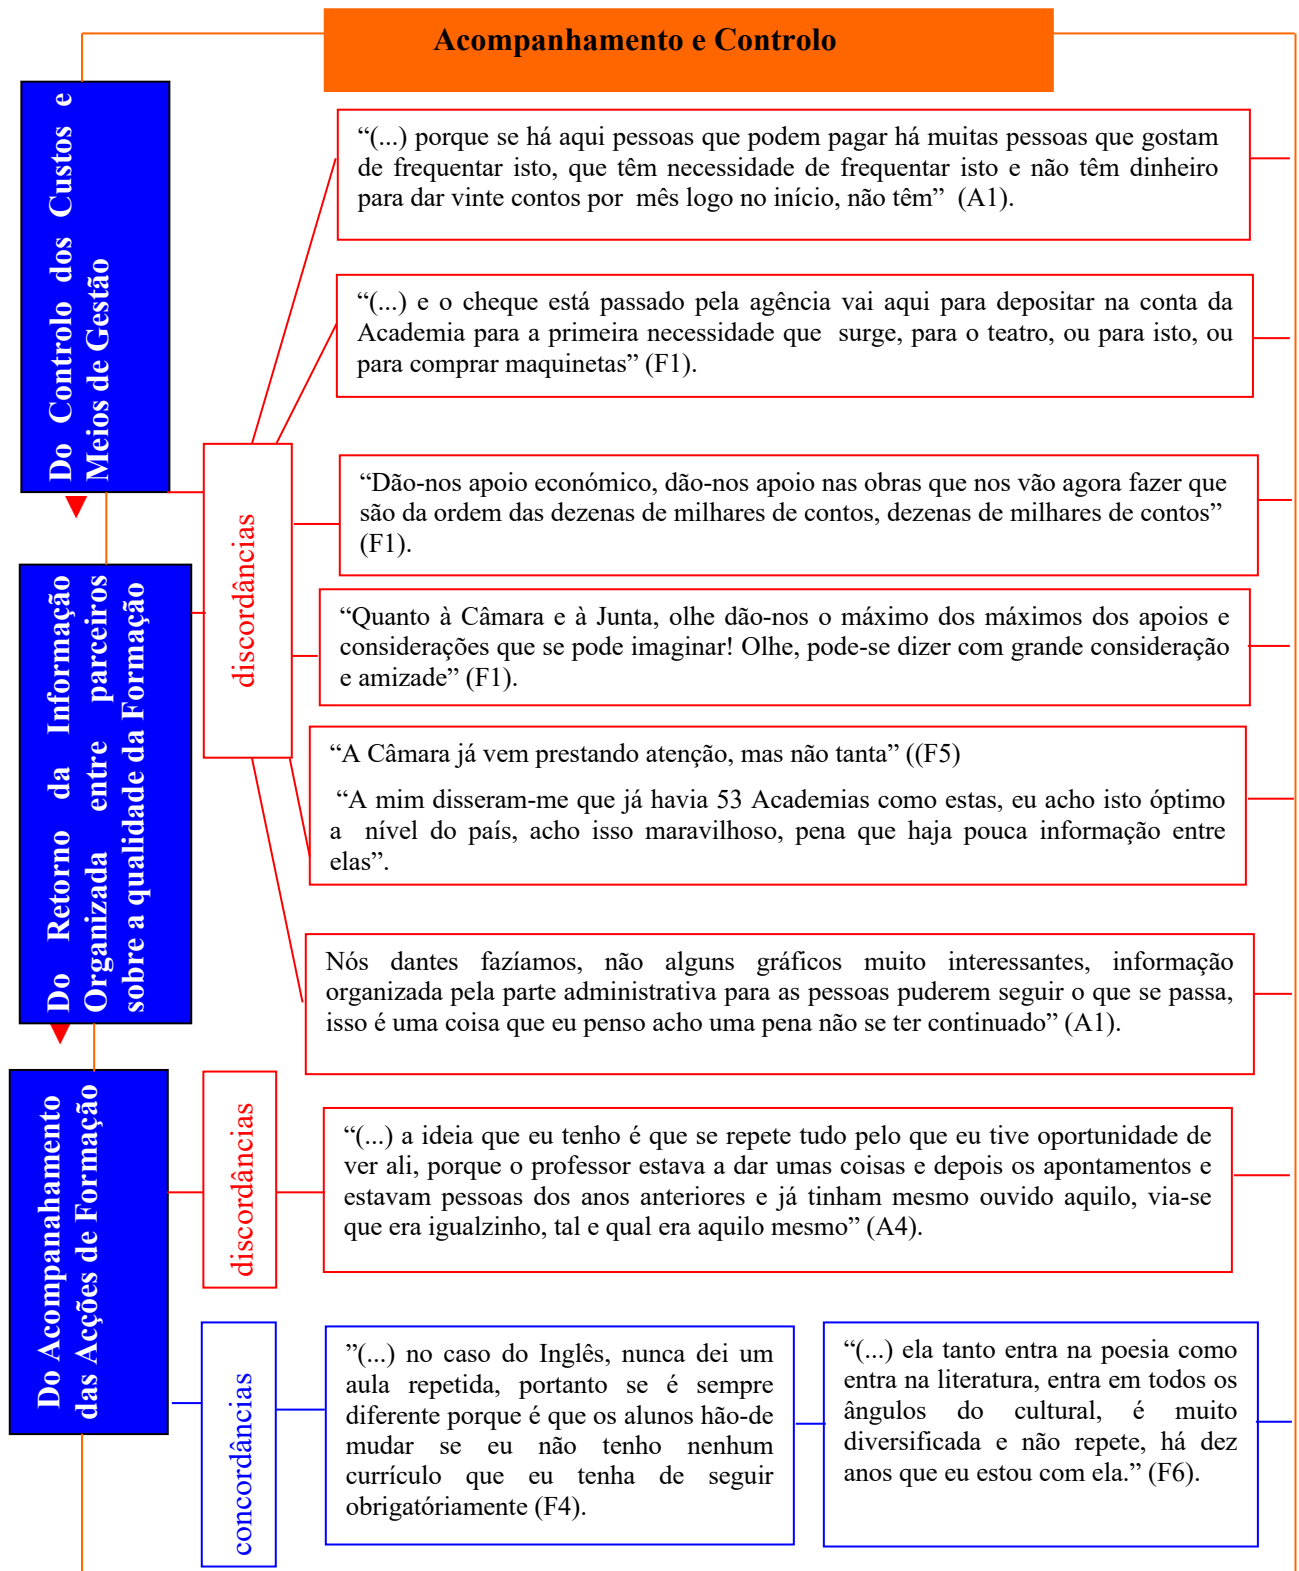 Acompanhamento e Controlo
Do Controlo dos Custos e
Meios de Gestão
“(...) porque se há aqui pessoas que podem pagar há muitas pessoas que gostam
de frequentar isto, que têm necessidade de frequentar isto e não têm dinheiro
para dar vinte contos por mês logo no início, não têm” (A1).
“(...) e o cheque está passado pela agência vai aqui para depositar na conta da
Academia para a primeira necessidade que surge, para o teatro, ou para isto, ou
para comprar maquinetas” (F1).
discordâncias
“Dão-nos apoio económico, dão-nos apoio nas obras que nos vão agora fazer que
são da ordem das dezenas de milhares de contos, dezenas de milhares de contos”
(F1).
Do Retorno da Informação
Organizada entre parceiros
sobre a qualidade da Formação
“Quanto à Câmara e à Junta, olhe dão-nos o máximo dos máximos dos apoios e
considerações que se pode imaginar! Olhe, pode-se dizer com grande consideração
e amizade” (F1).
“A Câmara já vem prestando atenção, mas não tanta” ((F5)
“A mim disseram-me que já havia 53 Academias como estas, eu acho isto óptimo
a nível do país, acho isso maravilhoso, pena que haja pouca informação entre
elas”.
Nós dantes fazíamos, não alguns gráficos muito interessantes, informação
organizada pela parte administrativa para as pessoas puderem seguir o que se passa,
isso é uma coisa que eu penso acho uma pena não se ter continuado” (A1).
Do Acompanahamento
das Acções de Formação
discordâncias
“(...) a ideia que eu tenho é que se repete tudo pelo que eu tive oportunidade de
ver ali, porque o professor estava a dar umas coisas e depois os apontamentos e
estavam pessoas dos anos anteriores e já tinham mesmo ouvido aquilo, via-se
que era igualzinho, tal e qual era aquilo mesmo” (A4).
concordâncias
”(...) no caso do Inglês, nunca dei um
aula repetida, portanto se é sempre
diferente porque é que os alunos hão-de
mudar se eu não tenho nenhum
currículo que eu tenha de seguir
obrigatóriamente (F4).
“(...) ela tanto entra na poesia como
entra na literatura, entra em todos os
ângulos do cultural, é muito
diversificada e não repete, há dez
anos que eu estou com ela.” (F6).